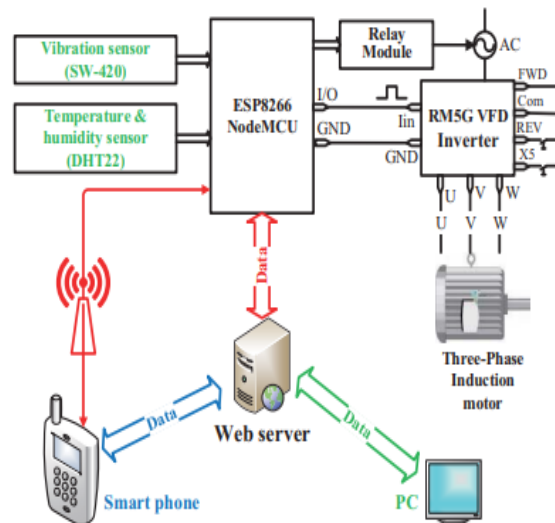 Vibration sensor
(SW-420)
Temperature &
humidity sensor
(DHT22)
ESP8266
NodeMCU
I/O
GND
Relay
Module
AC
Iin
GND
RM5G VFD
Inverter
FWD
Com
REV
X5
U
V
W
U
V
W
Three-Phase
Induction
motor
Data
Web server
Data
Data
Smart phone
PC